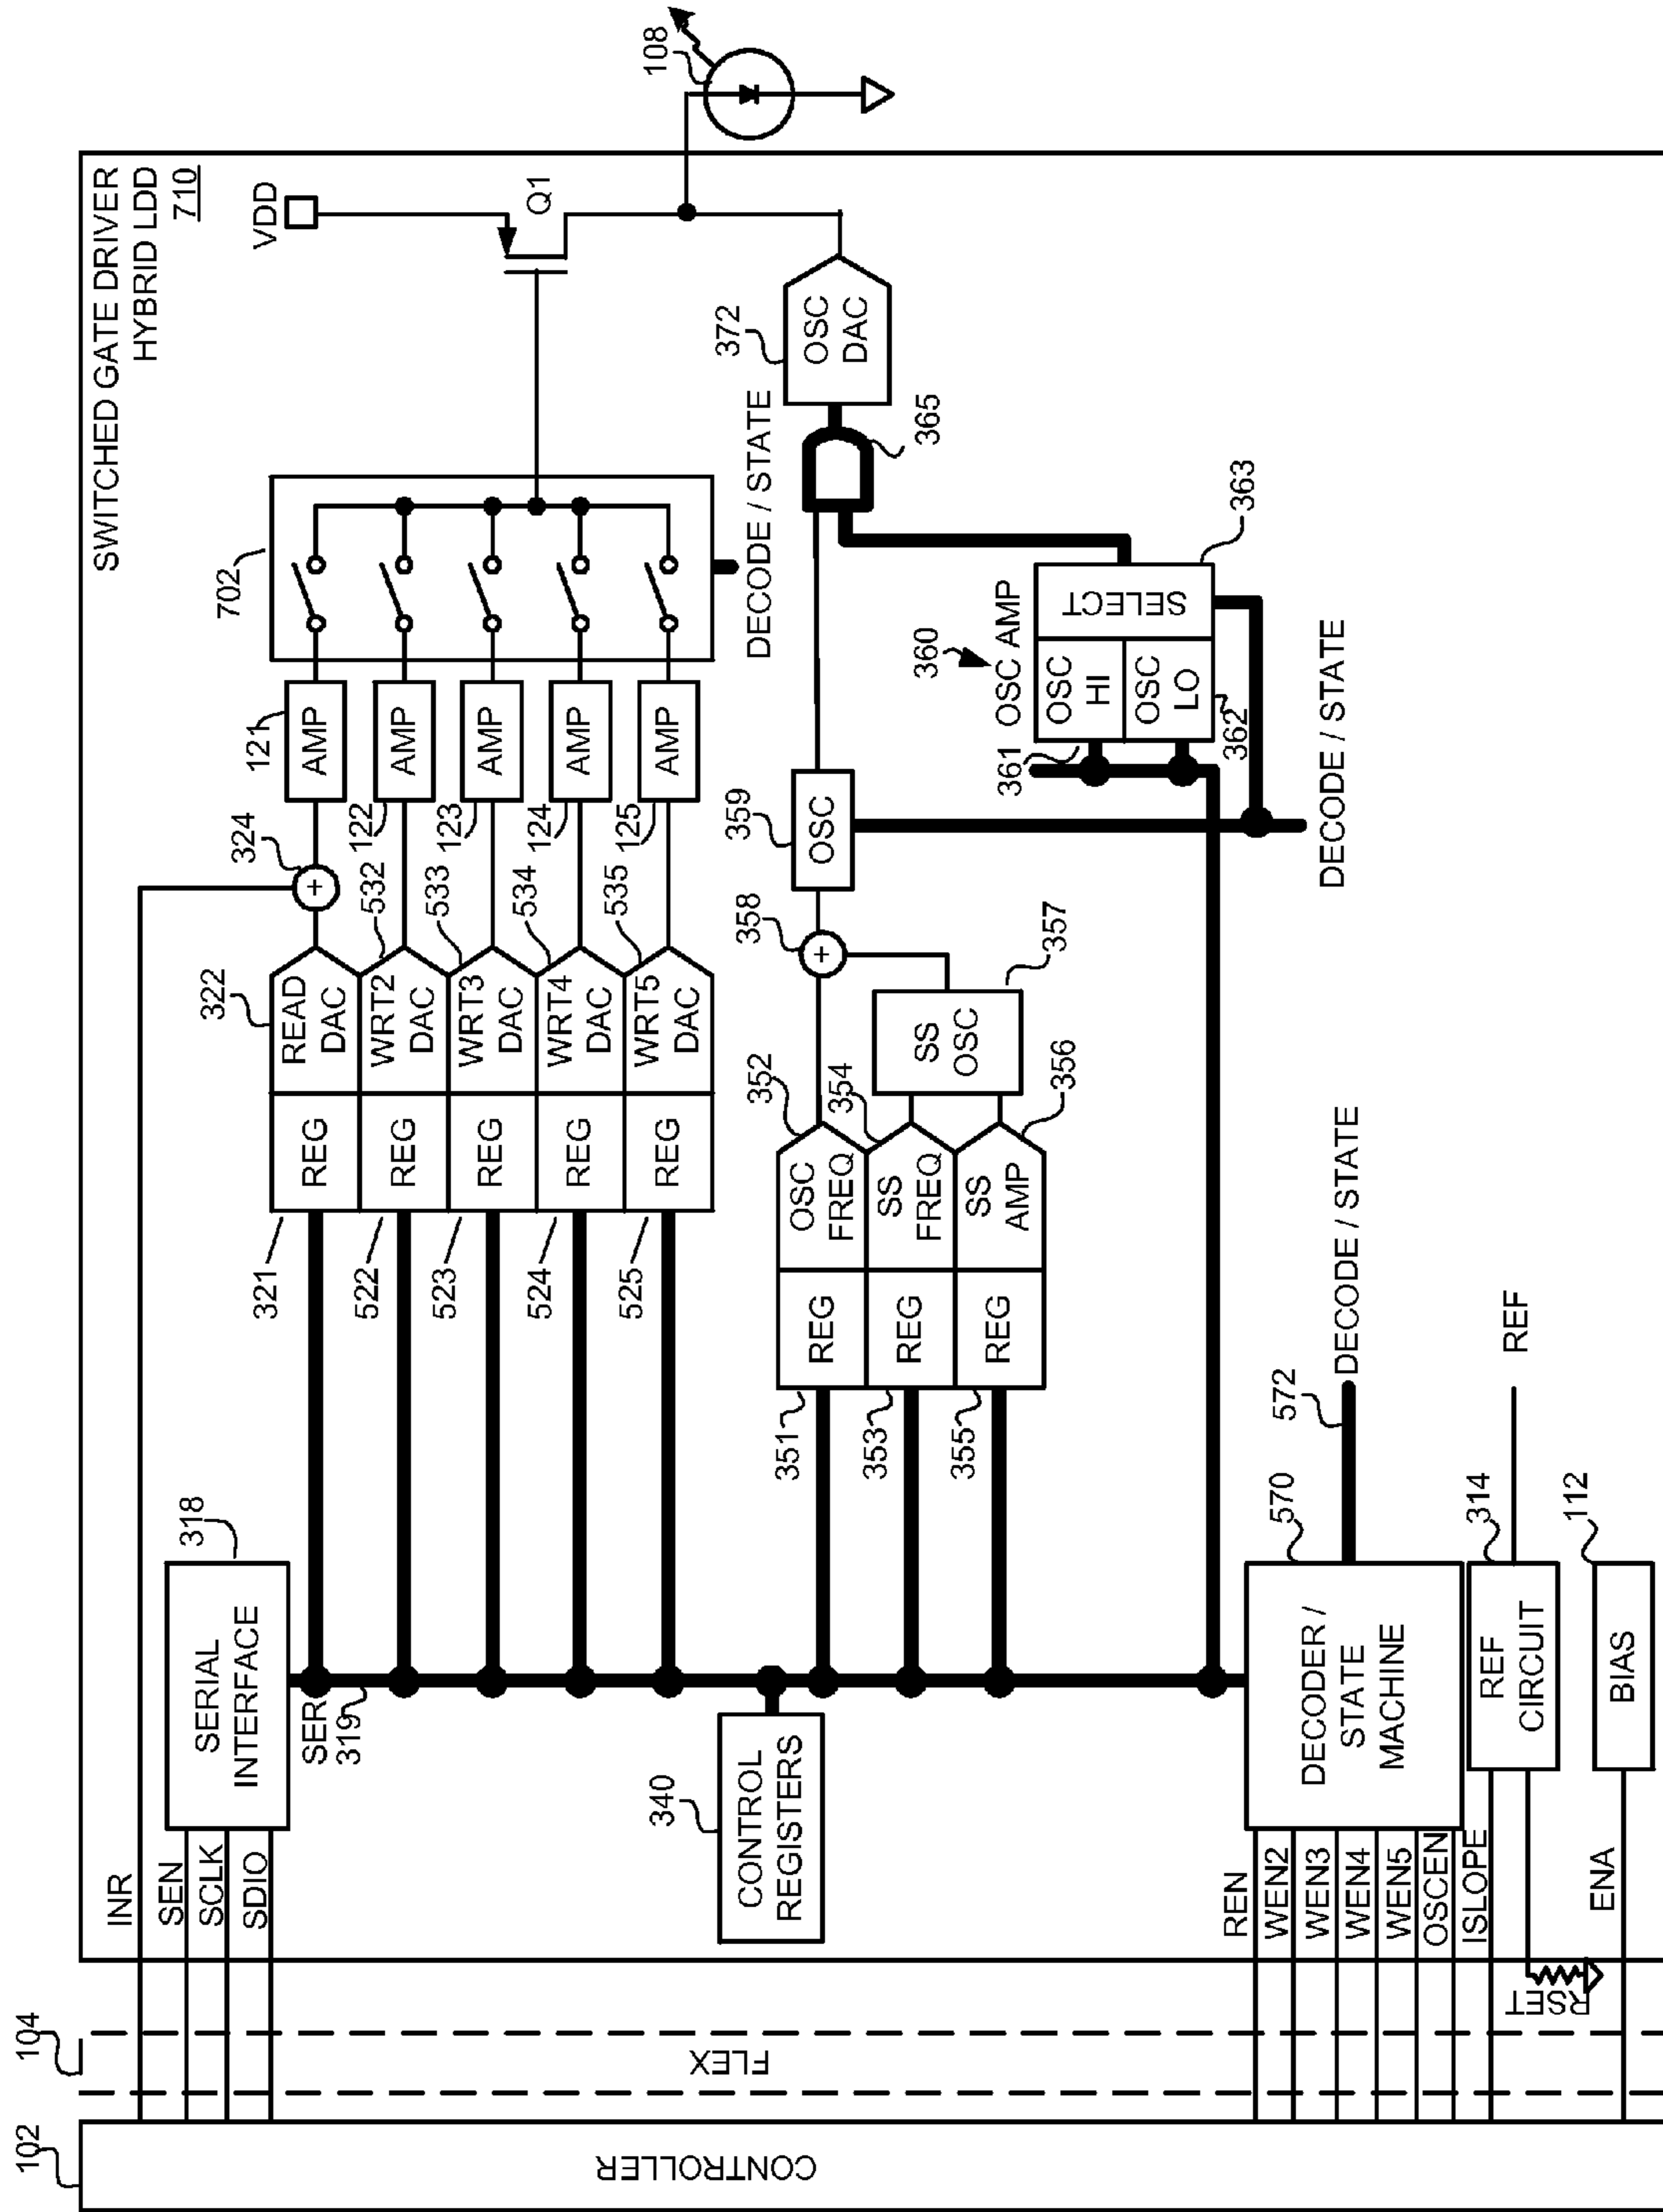 102
104
CONTROLLER
FLEX
SWITCHED GATE DRIVER
HYBRID LDD
710
INR
SEN
SCLK
SDIO
SERIAL
INTERFACE
318
SER
319
321
522
523
524
525
REG
REG
REG
REG
REG
322
READ
DAC
WRT2
DAC
WRT3
DAC
WRT4
DAC
WRT5
DAC
324
+
532
533
534
535
121
122
123
124
125
AMP
AMP
AMP
AMP
AMP
702
DECODE / STATE
VDD
Q1
108
340
CONTROL
REGISTERS
351
353
355
REG
REG
REG
OSC
FREQ
SS
FREQ
SS
AMP
352
354
356
SS
OSC
357
358
+
359
OSC
360
OSC AMP
361
OSC
HI
OSC
LO
362
SELECT
363
365
372
OSC
DAC
DECODE / STATE
REN
WEN2
WEN3
WEN4
WEN5
OSCEN
ISLOPE
RSET
ENA
DECODER /
STATE
MACHINE
570
572
DECODE / STATE
REF
CIRCUIT
314
REF
BIAS
112